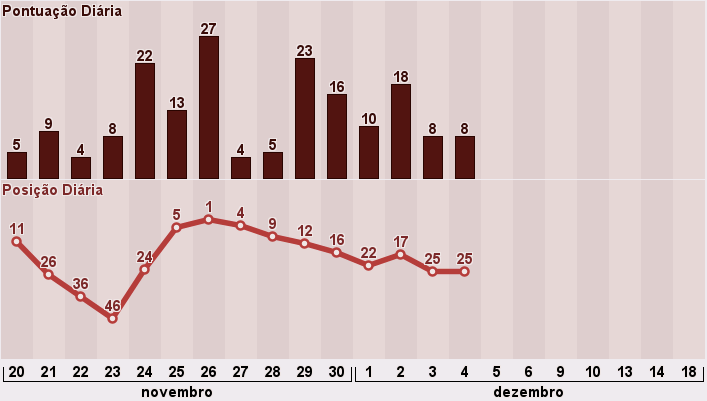 Pontuação Diária
5 9 4 8 22 13 27 4 5 23 16 10 18 8 8
Posição Diária
11 26 36 46 24 5 1 4 9 12 16 22 17 25 25
20 21 22 23 24 25 26 27 28 29 30 1 2 3 4 5 6 9 10 13 14 18
novembro dezembro